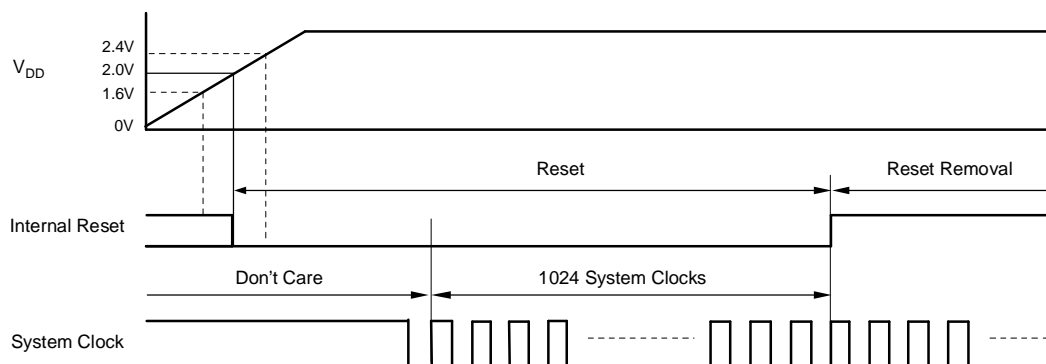 2.4V
V_DD
2.0V
1.6V
0V
Reset
Reset Removal
Internal Reset
Don't Care
1024 System Clocks
System Clock